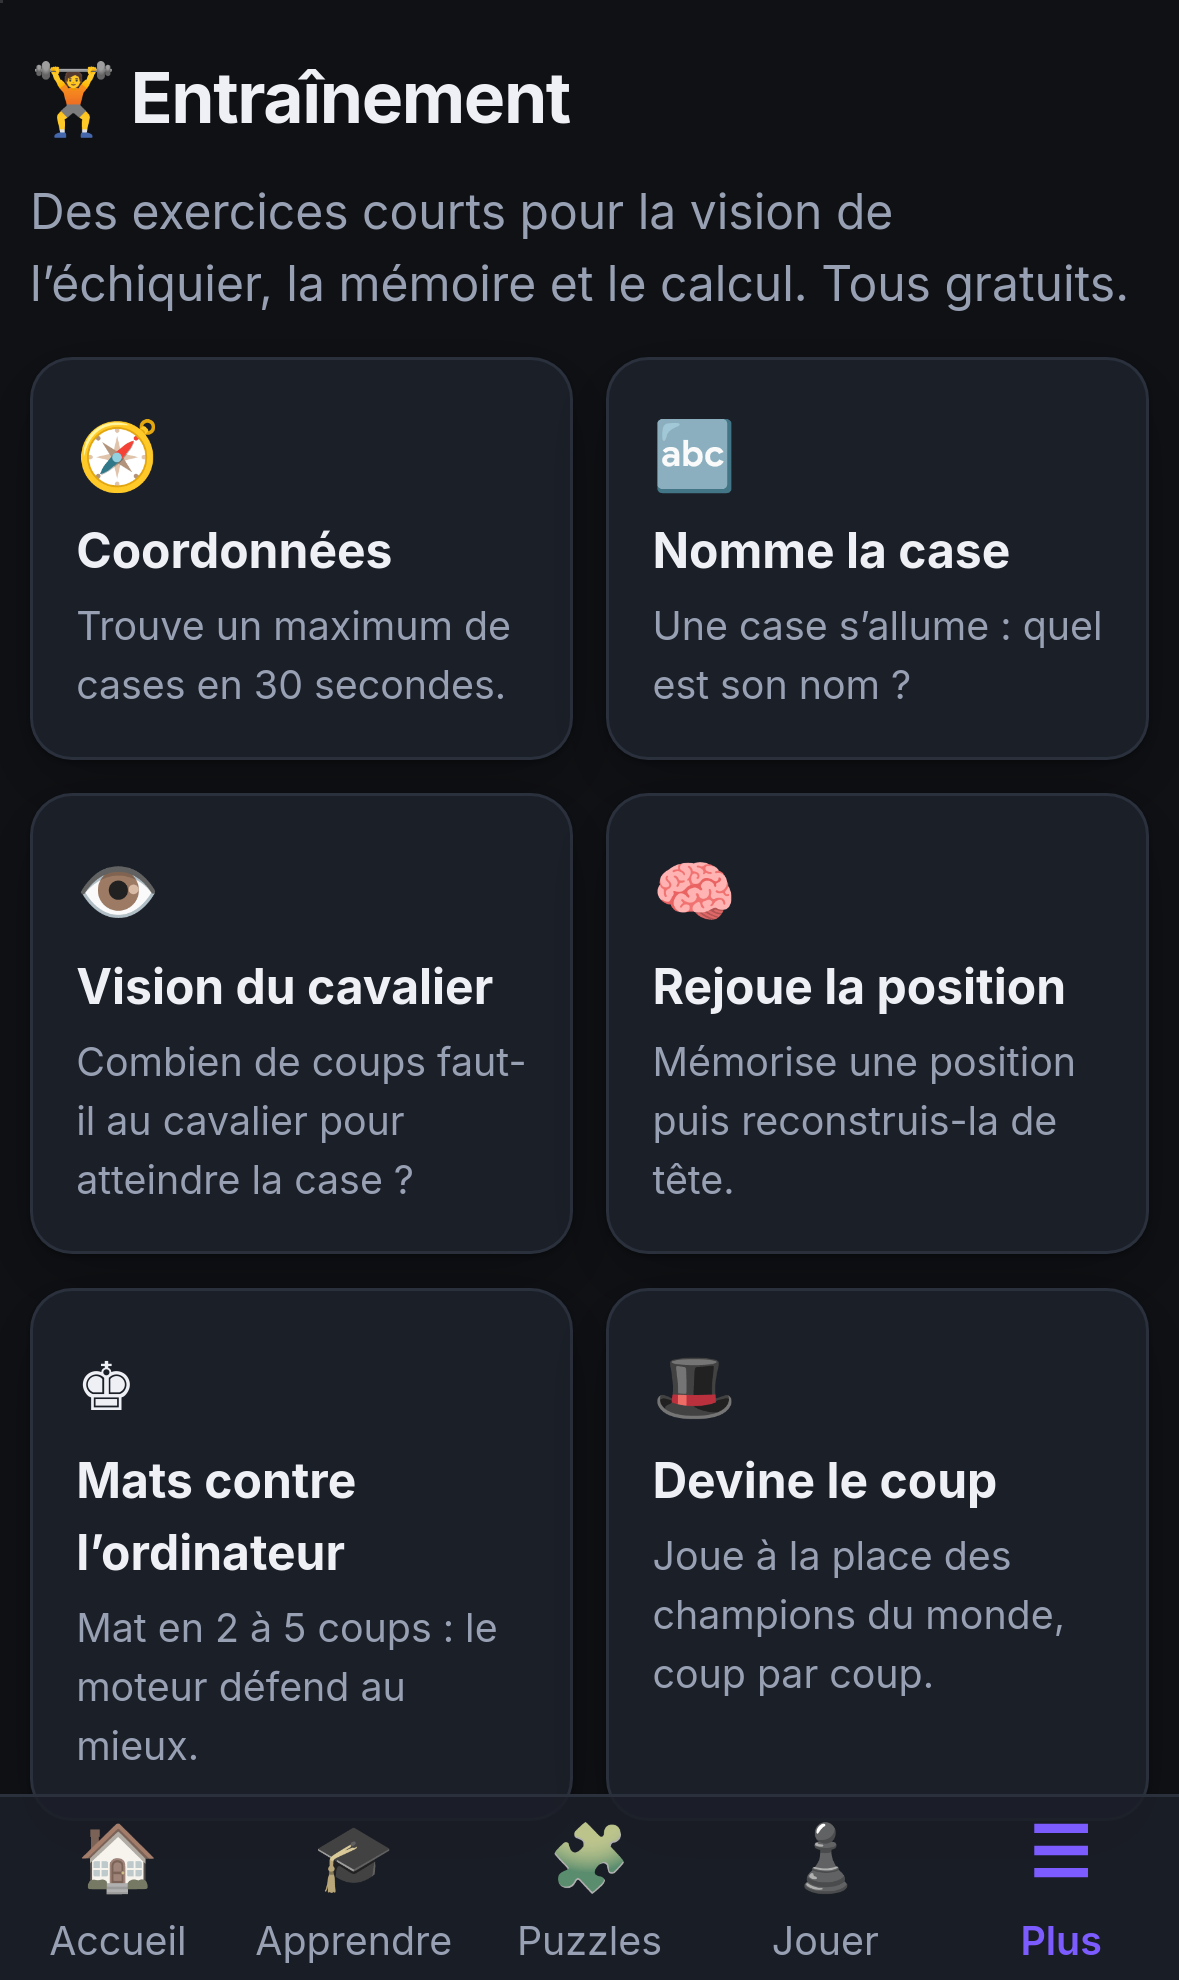 Entraînement
Des exercices courts pour la vision de
l’échiquier, la mémoire et le calcul. Tous gratuits.
Coordonnées
Trouve un maximum de
cases en 30 secondes.
abc
Nomme la case
Une case s’allume : quel
est son nom ?
Vision du cavalier
Combien de coups faut-
il au cavalier pour
atteindre la case ?
Rejoue la position
Mémorise une position
puis reconstruis-la de
tête.
Mats contre
l’ordinateur
Mat en 2 à 5 coups : le
moteur défend au
mieux.
Devine le coup
Joue à la place des
champions du monde,
coup par coup.
Accueil
Apprendre
Puzzles
Jouer
Plus